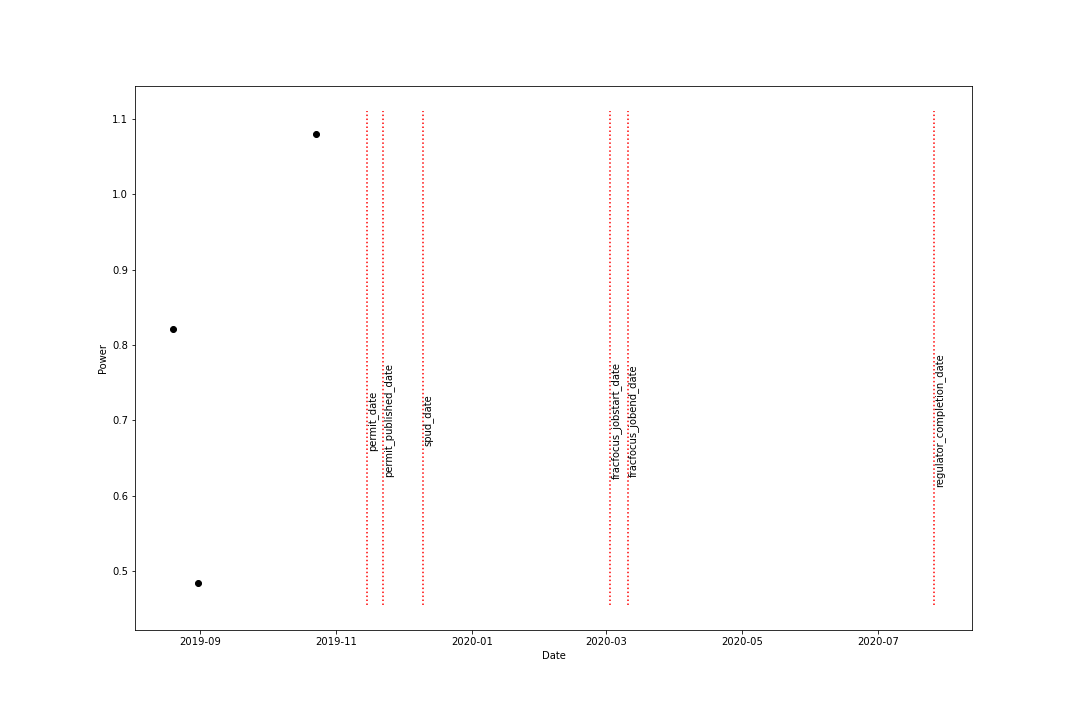 1.1
1.0
0.9
0.8
0.7
0.6
0.5
Power
permit_date
permit_published_date
spud_date
fracfocus_jobstart_date
fracfocus_jobend_date
regulator_completion_date
2019-09
2019-11
2020-01
2020-03
2020-05
2020-07
Date